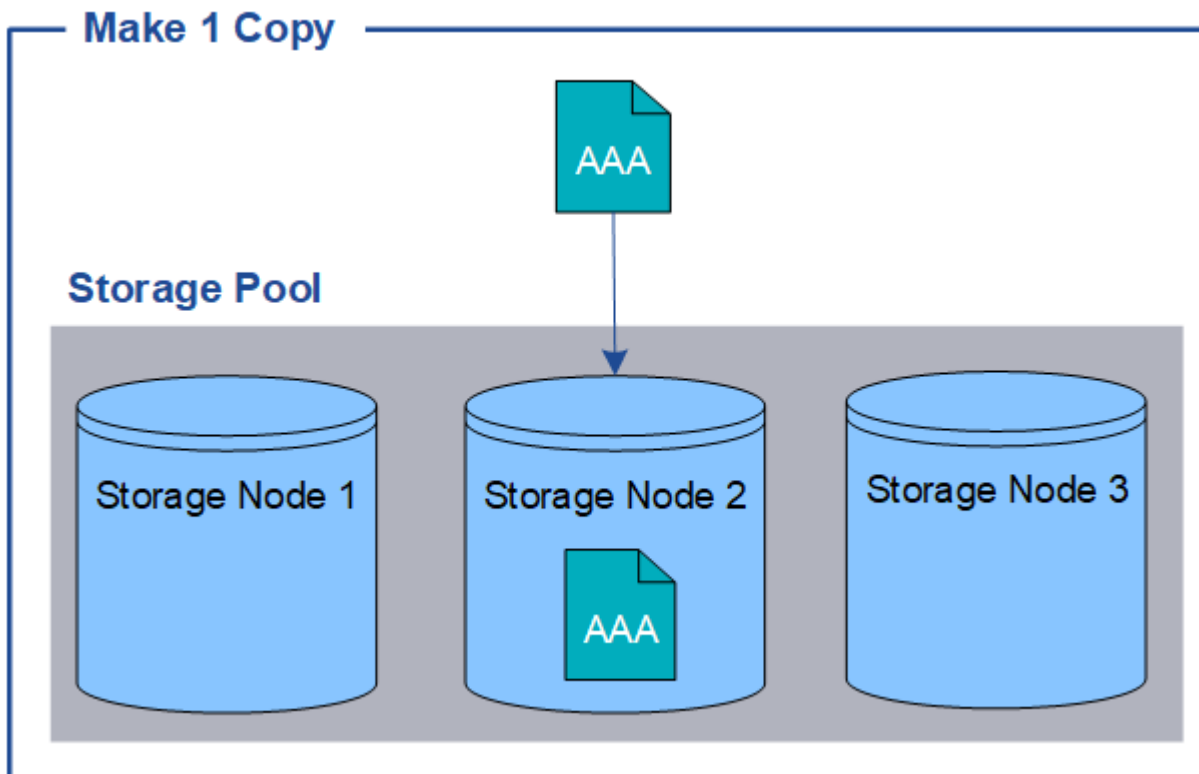 Make 1 Copy
AAA
Storage Pool
Storage Node 1
Storage Node 2
Storage Node 3
AAA